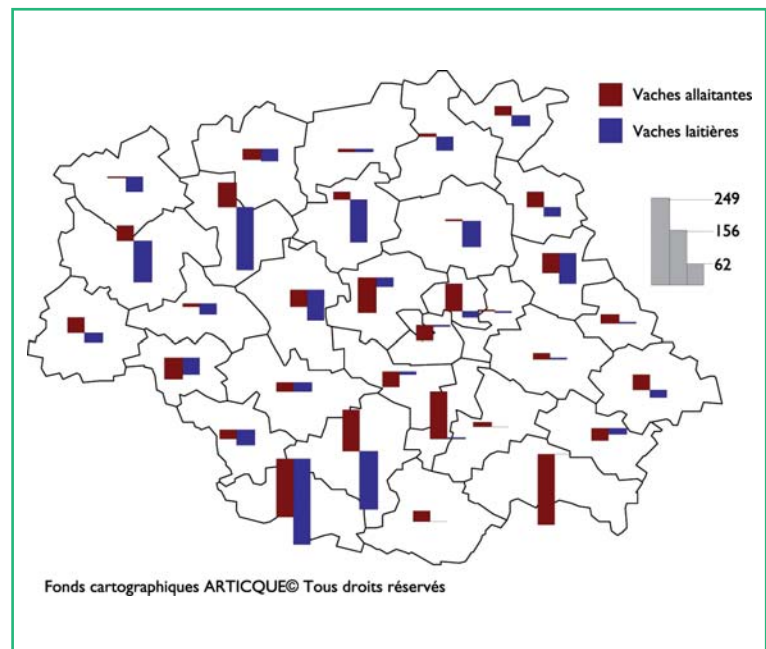 Vaches allaitantes
Vaches laitières
249
156
62
Fonds cartographiques ARTICQUE© Tous droits réservés